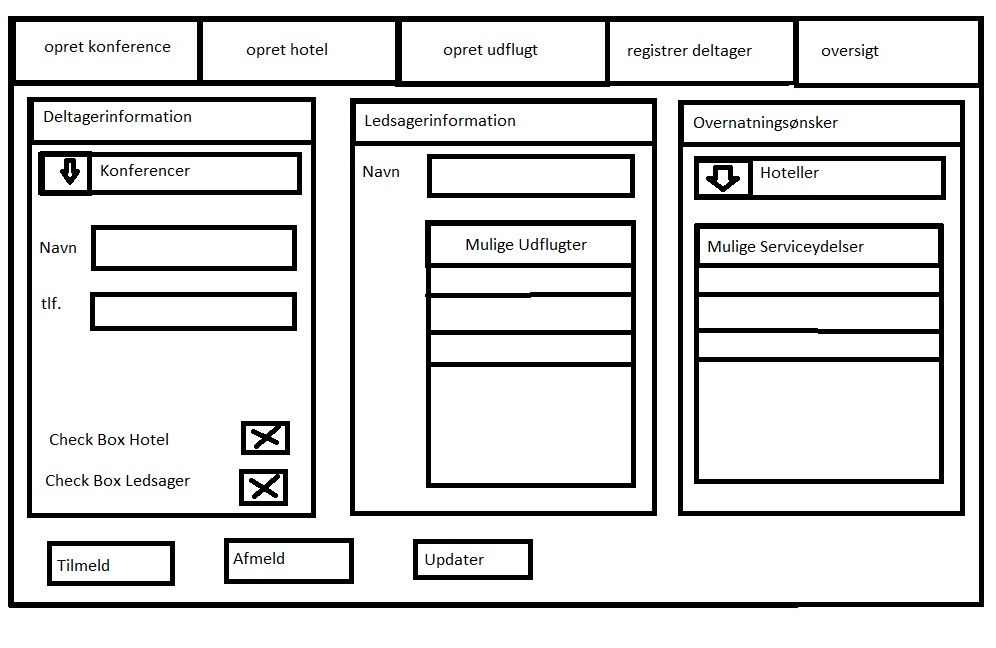 opret konference
opret hotel
opret udflugt
registrer deltager
oversigt
Deltagerinformation
Konferencer
Navn
tlf.
Check Box Hotel
Check Box Ledsager
Ledsagerinformation
Navn
Mulige Udflugter
Overnatningsønsker
Hoteller
Mulige Serviceydelser
Tilmeld
Afmeld
Updater